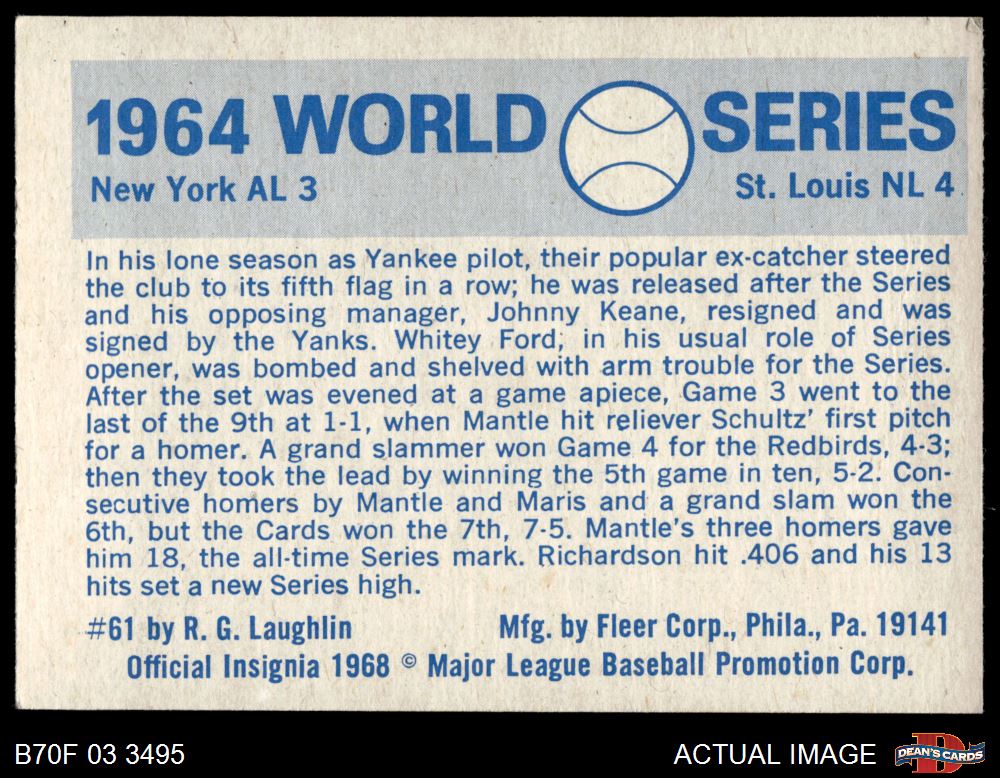 1964 WORLD SERIES
New York AL 3
St. Louis NL 4
In his lone season as Yankee pilot, their popular ex-catcher steered
the club to its fifth flag in a row; he was released after the Series
and his opposing manager, Johnny Keane, resigned and was
signed by the Yanks. Whitey Ford, in his usual role of Series
opener, was bombed and shelved with arm trouble for the Series.
After the set was evened at a game apiece, Game 3 went to the
last of the 9th at 1-1, when Mantle hit reliever Schultz' first pitch
for a homer. A grand slammer won Game 4 for the Redbirds, 4-3;
then they took the lead by winning the 5th game in ten, 5-2. Con-
secutive homers by Mantle and Maris and a grand slam won the
6th, but the Cards won the 7th, 7-5. Mantle's three homers gave
him 18, the all-time Series mark. Richardson hit .406 and his 13
hits set a new Series high.
#61 by R. G. Laughlin
Mfg. by Fleer Corp., Phila., Pa. 19141
Official Insignia 1968 © Major League Baseball Promotion Corp.
B70F 03 3495
ACTUAL IMAGE
D
DEAN'S CARDS